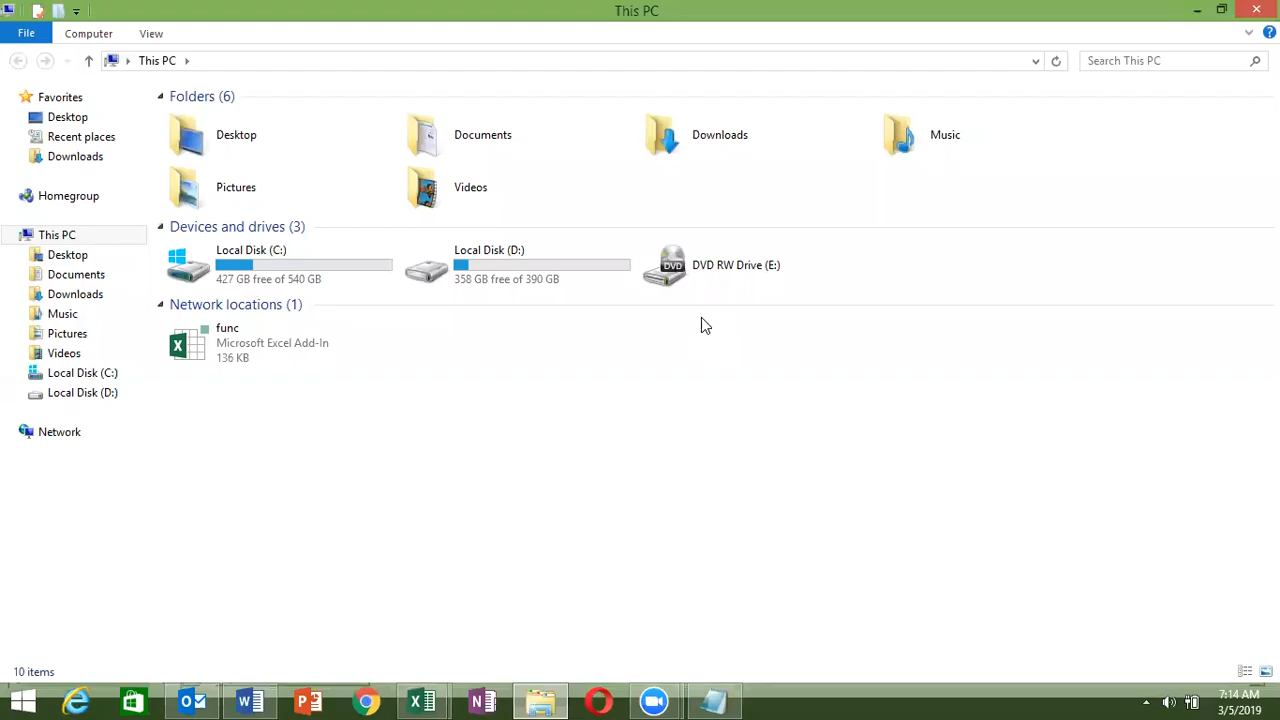 This PC
File
Computer
View
This PC
Search This PC
Favorites
Desktop
Recent places
Downloads
Homegroup
This PC
Desktop
Documents
Downloads
Music
Pictures
Videos
Local Disk (C:)
Local Disk (D:)
Network
Folders (6)
Desktop
Documents
Downloads
Music
Pictures
Videos
Devices and drives (3)
Local Disk (C:)
427 GB free of 540 GB
Local Disk (D:)
358 GB free of 390 GB
DVD
DVD RW Drive (E:)
Network locations (1)
func
Microsoft Excel Add-In
136 KB
10 items
7:14 AM
3/5/2019